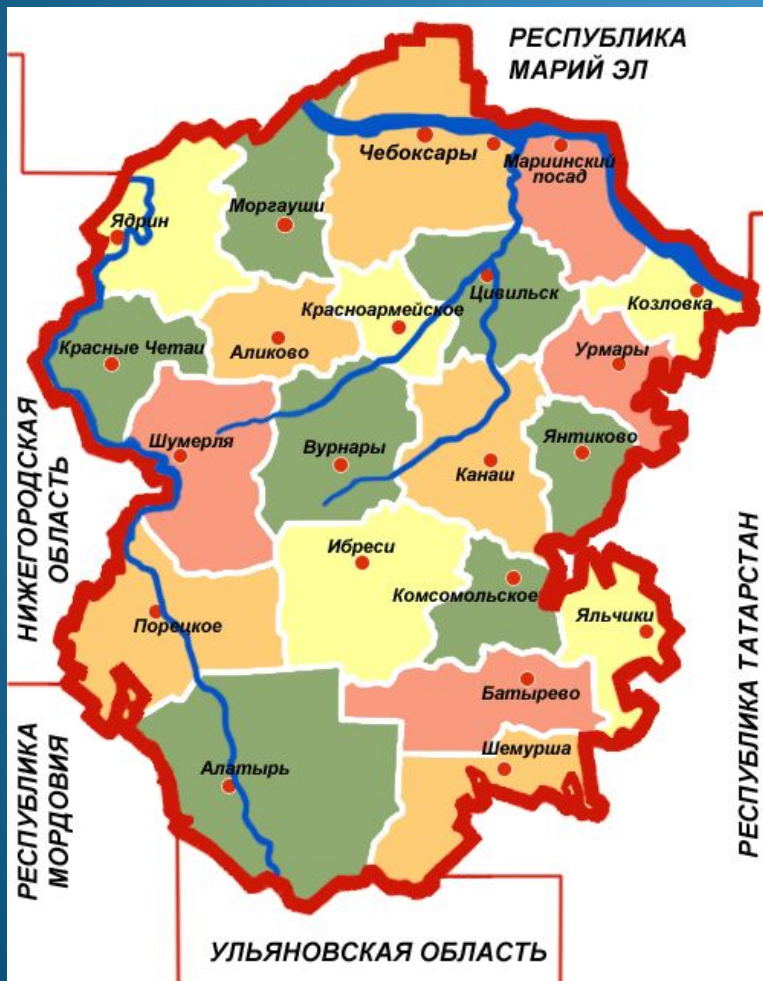 РЕСПУБЛИКА
МАРИЙ ЭЛ
Чебоксары
Мариинский
посад
Моргауши
Ядрин
Цивильск
Козловка
Красноармейское
Красные Четаи
Аликово
Урмары
Шумерля
Вурнары
Канаш
Янтиково
НИЖЕГОРОДСКАЯ
ОБЛАСТЬ
Ибреси
Комсомольское
Порецкое
Яльчики
РЕСПУБЛИКА ТАТАРСТАН
Батырево
Шемурша
Алатырь
РЕСПУБЛИКА
МОРДОВИЯ
УЛЬЯНОВСКАЯ ОБЛАСТЬ